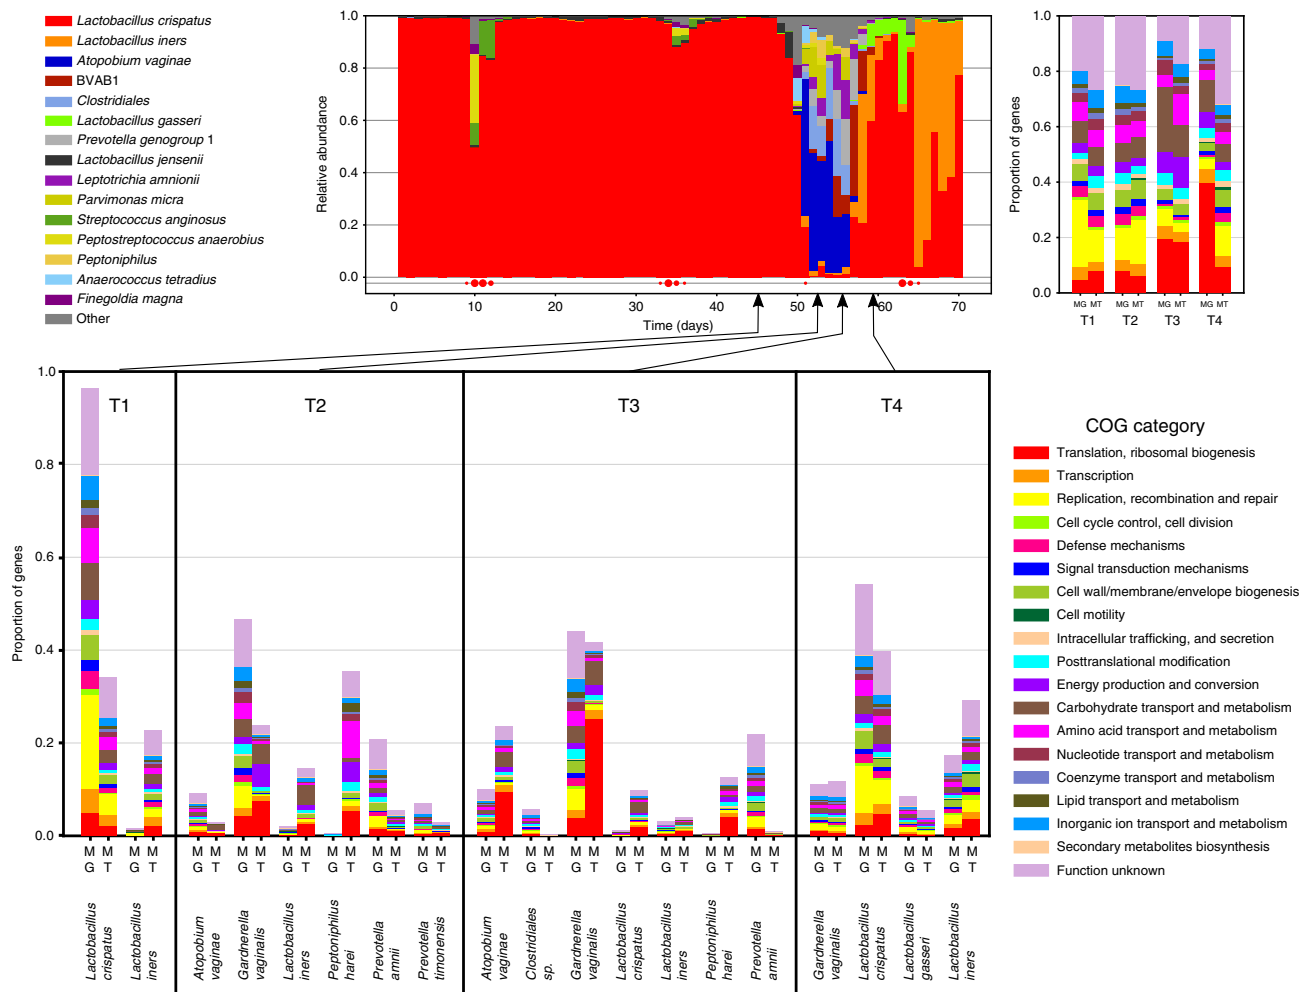 Lactobacillus crispatus
Lactobacillus iners
Atopobium vaginae
BVAB1
Clostridiales
Lactobacillus gasseri
Prevotella genogroup 1
Lactobacillus jensenii
Leptotrichia amnionii
Parvimonas micra
Streptococcus anginosus
Peptostreptococcus anaerobius
Peptoniphilus
Anaerococcus tetradius
Finegoldia magna
Other
Relative abundance
1.0
0.8
0.6
0.4
0.2
0.0
0 10 20 30 40 50 60 70
Time (days)
Proportion of genes
1.0
0.8
0.6
0.4
0.2
0.0
MG MT MG MT MG MT MG MT
T1 T2 T3 T4
Proportion of genes
1.0
0.8
0.6
0.4
0.2
0.0
T1 T2 T3 T4
M M M M M M M M M M M M M M M M M M M M M M M M M M M M M M M M M M M M M M
G T G T G T G T G T G T G T G T G T G T G T G T G T G T G T G T G T G T G T
Lactobacillus crispatus
Lactobacillus iners
Atopobium vaginae
Gardnerella vaginalis
Lactobacillus iners
Peptoniphilus harei
Prevotella amnii
Prevotella timonensis
Atopobium vaginae
Clostridiales sp.
Gardnerella vaginalis
Lactobacillus crispatus
Lactobacillus iners
Peptoniphilus harei
Prevotella amnii
Gardnerella vaginalis
Lactobacillus crispatus
Lactobacillus gasseri
Lactobacillus iners
COG category
Translation, ribosomal biogenesis
Transcription
Replication, recombination and repair
Cell cycle control, cell division
Defense mechanisms
Signal transduction mechanisms
Cell wall/membrane/envelope biogenesis
Cell motility
Intracellular trafficking, and secretion
Posttranslational modification
Energy production and conversion
Carbohydrate transport and metabolism
Amino acid transport and metabolism
Nucleotide transport and metabolism
Coenzyme transport and metabolism
Lipid transport and metabolism
Inorganic ion transport and metabolism
Secondary metabolites biosynthesis
Function unknown